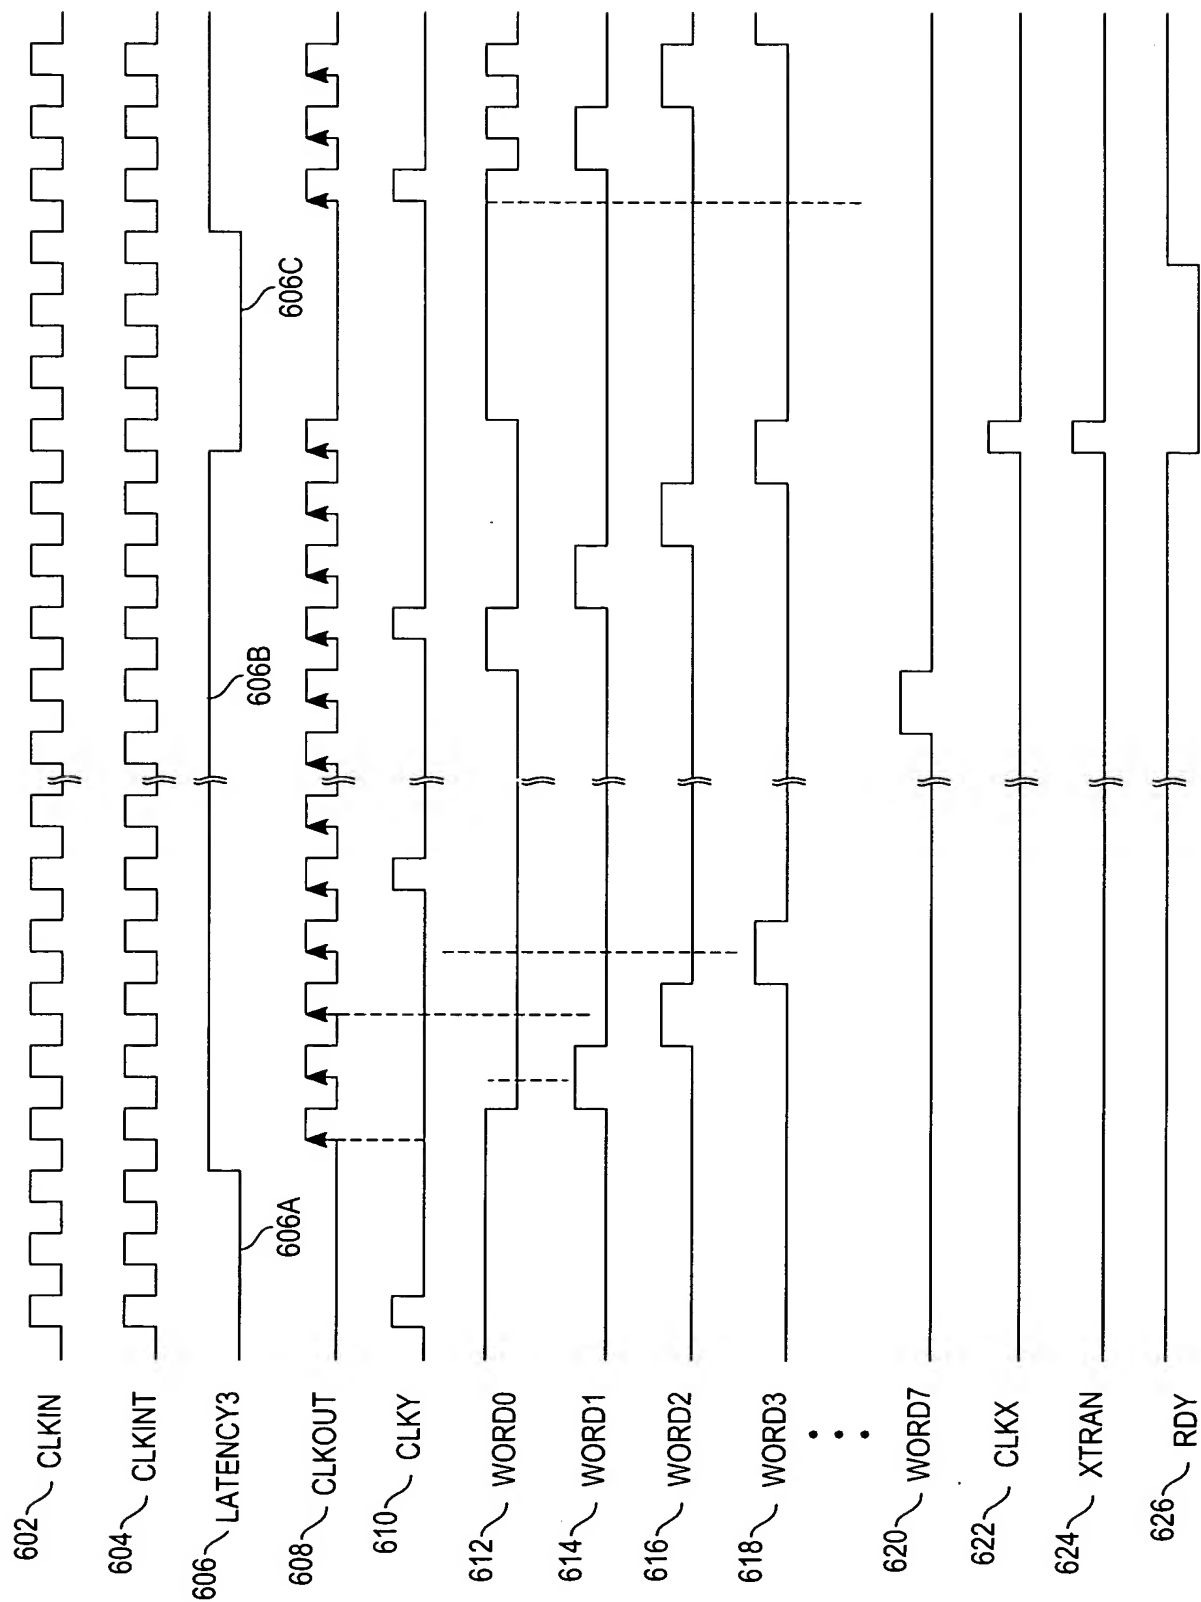 602 CLKIN
604 CLKINT
606 LATENCY3
606A
606B
606C
608 CLKOUT
610 CLKY
612 WORD0
614 WORD1
616 WORD2
618 WORD3
620 WORD7
622 CLKX
624 XTRAN
626 RDY